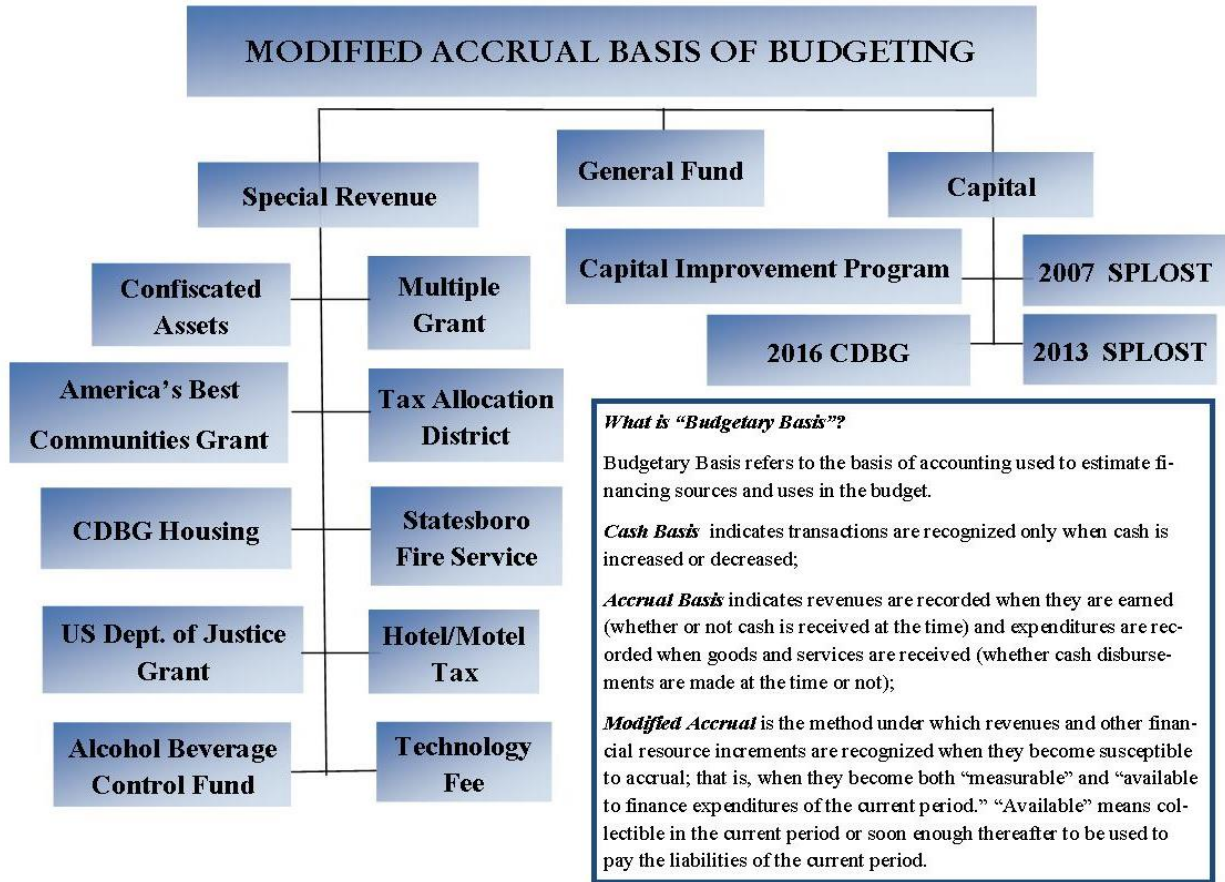 MODIFIED ACCRUAL BASIS OF BUDGETING
Special Revenue
General Fund
Capital
Confiscated
Assets
Multiple
Grant
America's Best
Communities Grant
Tax Allocation
District
CDBG Housing
Statesboro
Fire Service
US Dept. of Justice
Grant
Hotel/Motel
Tax
Alcohol Beverage
Control Fund
Technology
Fee
Capital Improvement Program
2007 SPLOST
2016 CDBG
2013 SPLOST
What is “Budgetary Basis”?
Budgetary Basis refers to the basis of accounting used to estimate fi-
nancing sources and uses in the budget.
Cash Basis indicates transactions are recognized only when cash is
increased or decreased;
Accrual Basis indicates revenues are recorded when they are earned
(whether or not cash is received at the time) and expenditures are rec-
orded when goods and services are received (whether cash disburse-
ments are made at the time or not);
Modified Accrual is the method under which revenues and other finan-
cial resource increments are recognized when they become susceptible
to accrual; that is, when they become both “measurable” and “available
to finance expenditures of the current period.” “Available” means col-
lectible in the current period or soon enough thereafter to be used to
pay the liabilities of the current period.